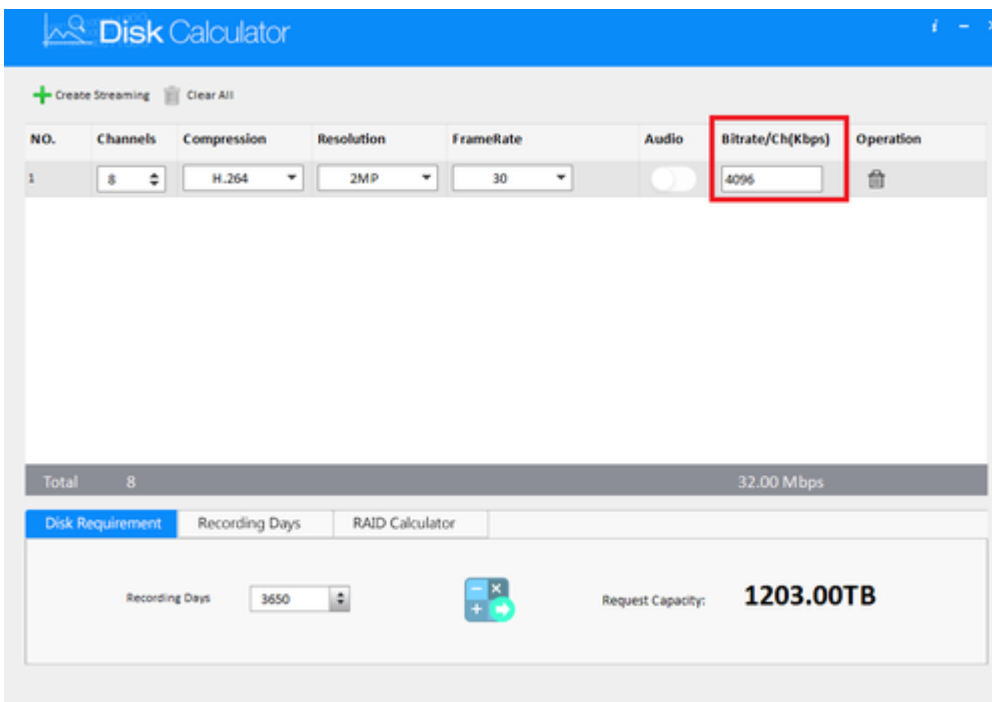 Disk Calculator
Create Streaming Clear All
NO. Channels Compression Resolution FrameRate Audio Bitrate/Ch(Kbps) Operation
1 8 H.264 2MP 30 4096
Total 8 32.00 Mbps
Disk Requirement Recording Days RAID Calculator
Recording Days 3650 Request Capacity: 1203.00TB